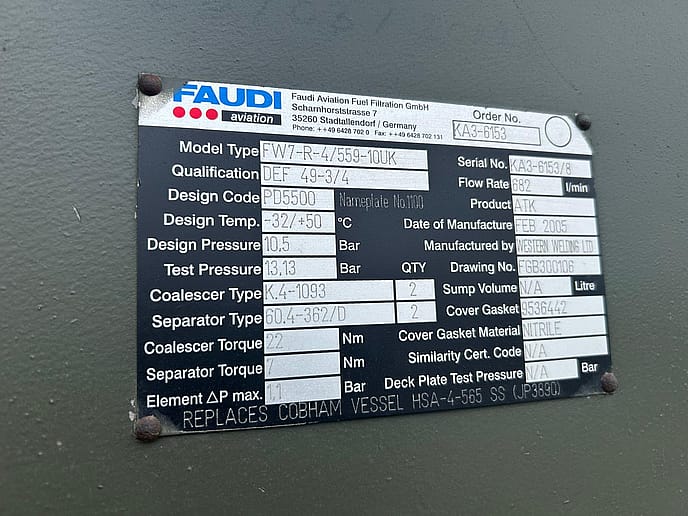 FAUDI
aviation
Faudi Aviation Fuel Filtration GmbH
Scharnhorststrasse 7
35260 Stadtallendorf / Germany
Phone: ++49 6428 702 0 Fax: ++49 6428 702 131
Order No.
KA3-6153
Model Type FW7-R-4/559-10UK
Qualification DEF 49-3/4
Design Code PD5500 Nameplate No.1100
Design Temp. -32/+50 °C
Design Pressure 10,5 Bar
Test Pressure 13,13 Bar QTY
Coalescer Type K.4-1093 2
Separator Type 60.4-362/D 2
Coalescer Torque 22 Nm
Separator Torque 7 Nm
Element ΔP max. 1,1 Bar
Serial No. KA3-6153/8
Flow Rate 682 l/min
Product ATK
Date of Manufacture FEB 2005
Manufactured by WESTERN WELDING LTD
Drawing No. FGB300106
Sump Volume N/A Litre
Cover Gasket 9536442
Cover Gasket Material NITRILE
Similarity Cert. Code N/A
Deck Plate Test Pressure N/A Bar
REPLACES COBHAM VESSEL HSA-4-565 SS (JP3890)